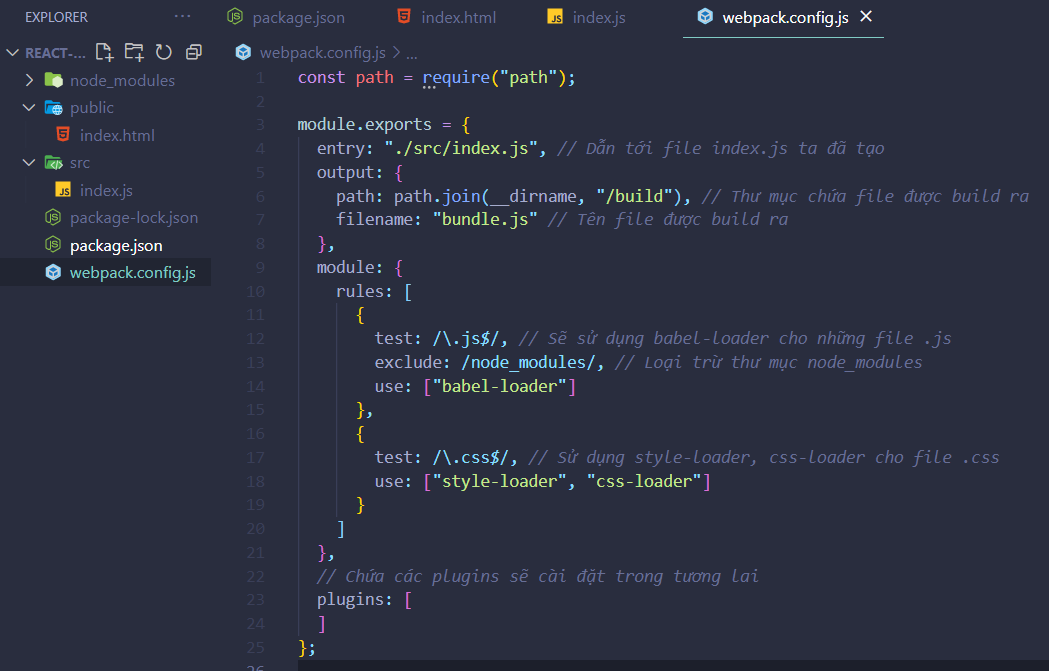 EXPLORER ...
package.json index.html index.js webpack.config.js
REACT-...
webpack.config.js > ...
node_modules
public
index.html
src
index.js
package-lock.json
package.json
webpack.config.js
1 const path = require("path");
2
3 module.exports = {
4 entry: "./src/index.js", // Dẫn tới file index.js ta đã tạo
5 output: {
6 path: path.join(__dirname, "/build"), // Thư mục chứa file được build ra
7 filename: "bundle.js" // Tên file được build ra
8 },
9 module: {
10 rules: [
11 {
12 test: /\.js$/, // Sẽ sử dụng babel-loader cho những file .js
13 exclude: /node_modules/, // Loại trừ thư mục node_modules
14 use: ["babel-loader"]
15 },
16 {
17 test: /\.css$/, // Sử dụng style-loader, css-loader cho file .css
18 use: ["style-loader", "css-loader"]
19 }
20 ]
21 },
22 // Chứa các plugins sẽ cài đặt trong tương lai
23 plugins: [
24 ]
25 };
26